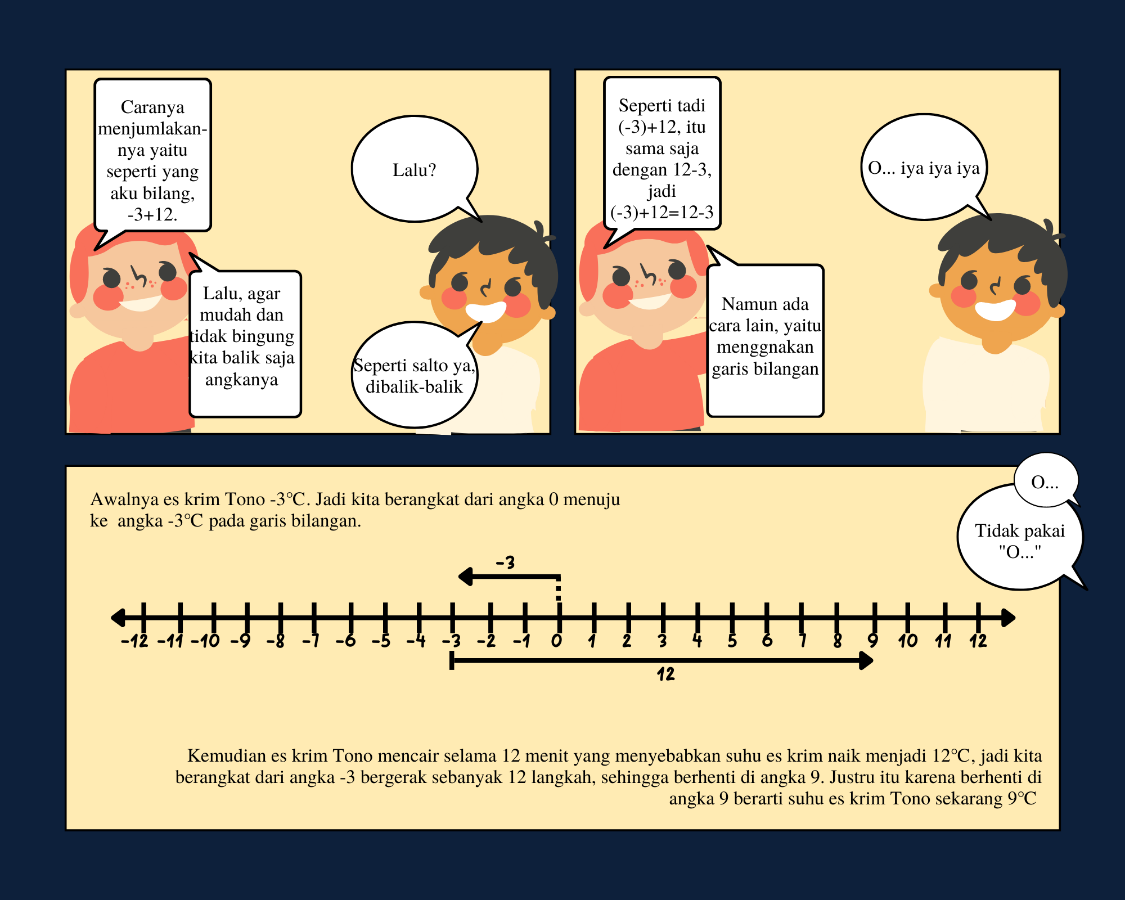 Caranya
menjumlakan-
nya yaitu
seperti yang
aku bilang,
-3+12.
Lalu?
Lalu, agar
mudah dan
tidak bingung
kita balik saja
angkanya
Seperti salto ya,
dibalik-balik
Seperti tadi
(-3)+12, itu
sama saja
dengan 12-3,
jadi
(-3)+12=12-3
O... iya iya iya
Namun ada
cara lain, yaitu
menggnakan
garis bilangan
O...
Tidak pakai
"O..."
Awalnya es krim Tono -3°C. Jadi kita berangkat dari angka 0 menuju
ke angka -3°C pada garis bilangan.
-3
-12 -11 -10 -9 -8 -7 -6 -5 -4 -3 -2 -1 0 1 2 3 4 5 6 7 8 9 10 11 12
12
Kemudian es krim Tono mencair selama 12 menit yang menyebabkan suhu es krim naik menjadi 12°C, jadi kita
berangkat dari angka -3 bergerak sebanyak 12 langkah, sehingga berhenti di angka 9. Justru itu karena berhenti di
angka 9 berarti suhu es krim Tono sekarang 9°C